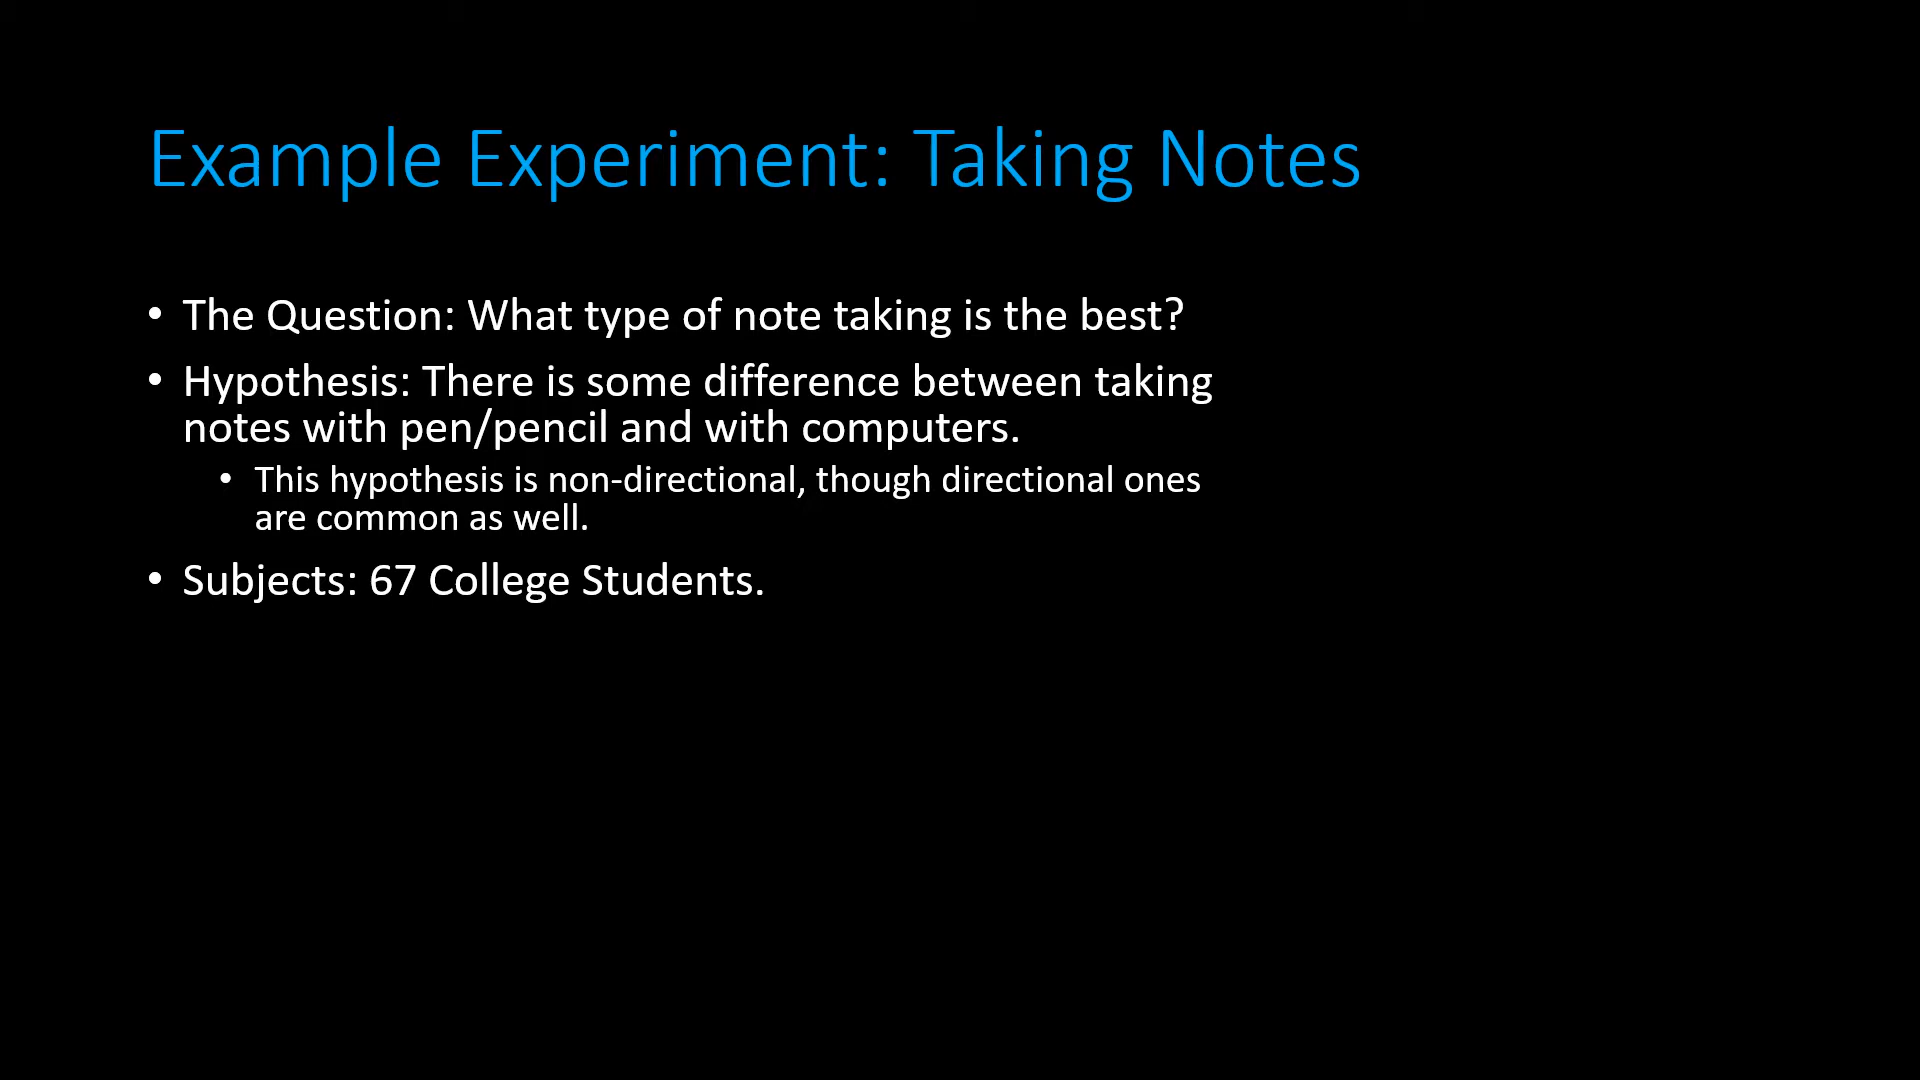 Example Experiment: Taking Notes
• The Question: What type of note taking is the best?
• Hypothesis: There is some difference between taking
notes with pen/pencil and with computers.
• This hypothesis is non-directional, though directional ones
are common as well.
• Subjects: 67 College Students.